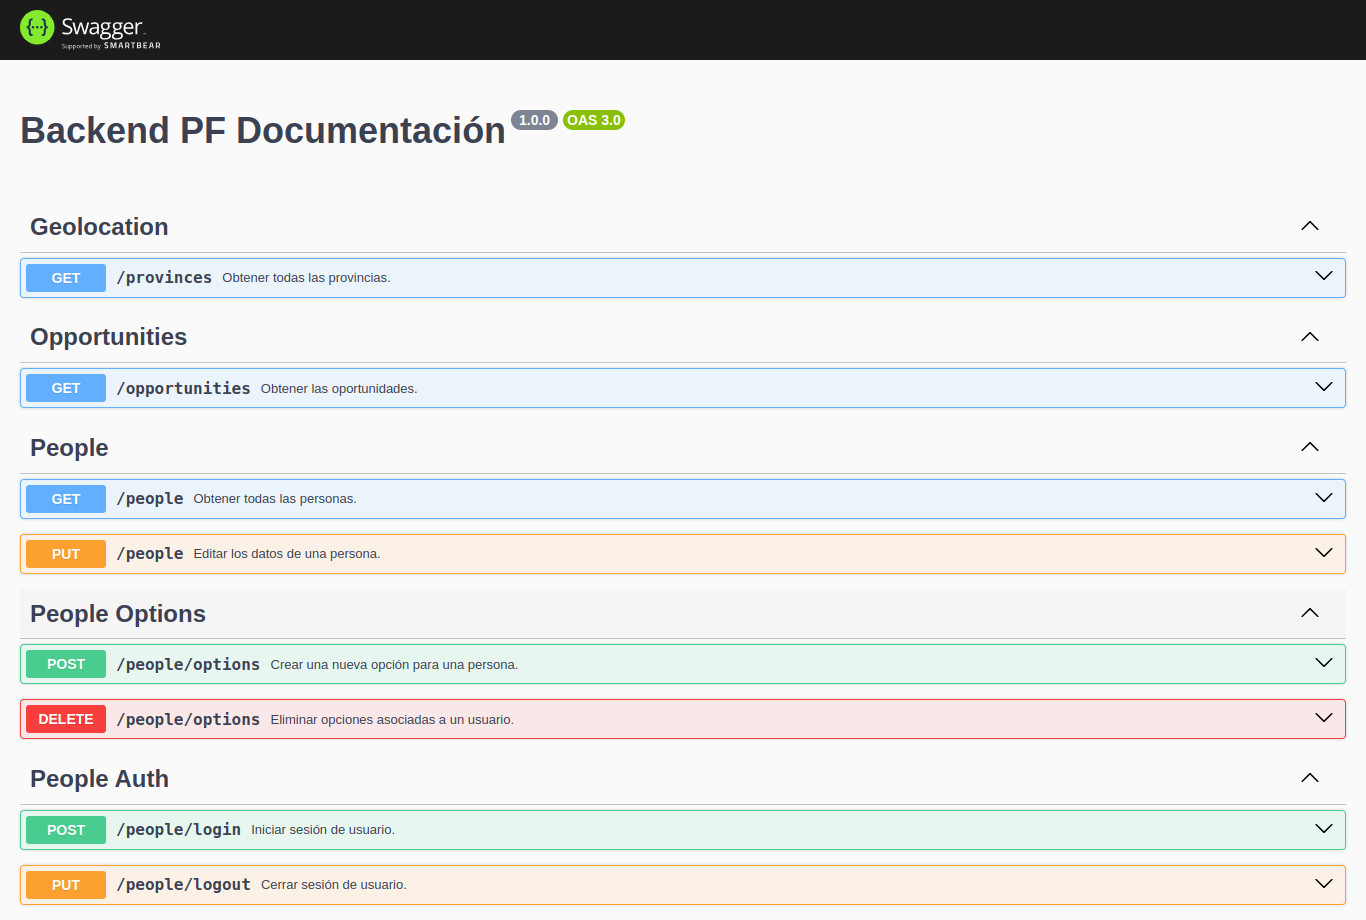 Swagger
Supported by SMARTBEAR
Backend PF Documentación 1.0.0 OAS 3.0
Geolocation
GET /provinces Obtener todas las provincias.
Opportunities
GET /opportunities Obtener las oportunidades.
People
GET /people Obtener todas las personas.
PUT /people Editar los datos de una persona.
People Options
POST /people/options Crear una nueva opción para una persona.
DELETE /people/options Eliminar opciones asociadas a un usuario.
People Auth
POST /people/login Iniciar sesión de usuario.
PUT /people/logout Cerrar sesión de usuario.